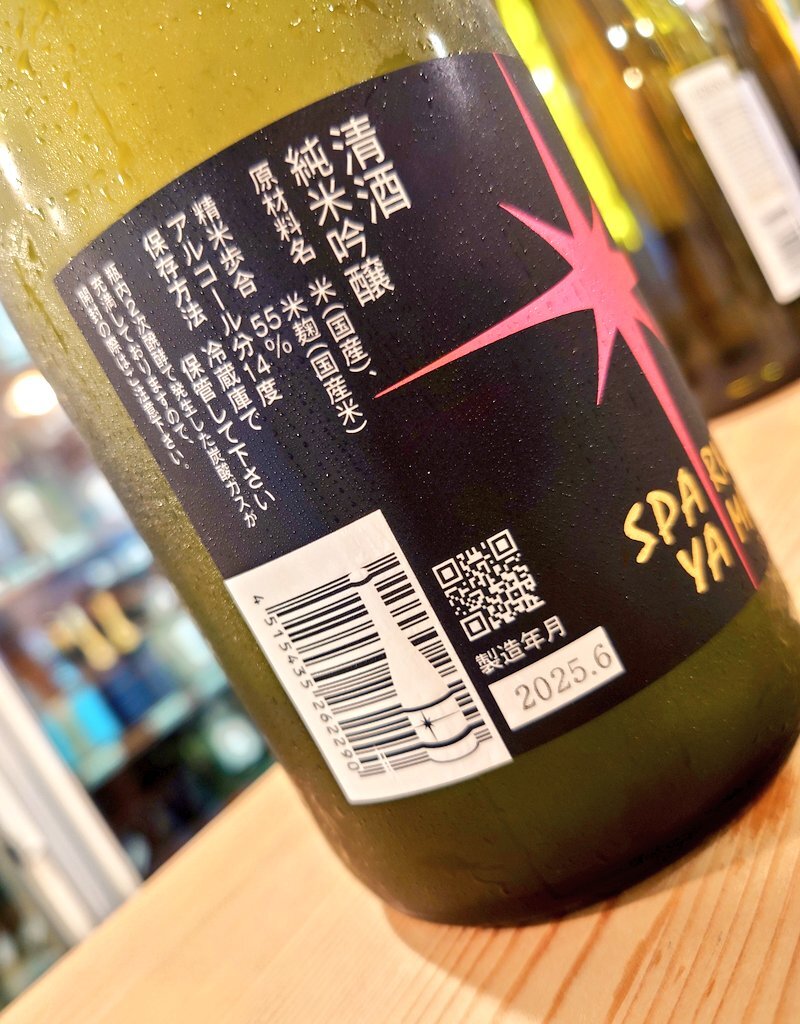 清酒
純米吟醸
原材料名 米(国産)、
米麹(国産米)
精米歩合 55%
アルコール分14度
保存方法 冷蔵庫で
保管して下さい
瓶内2次醗酵で発生した炭酸ガスが
充満しておりますので、
開封の際はご注意下さい。
4 515435 262290
製造年月
2025.6
SPAR
YA